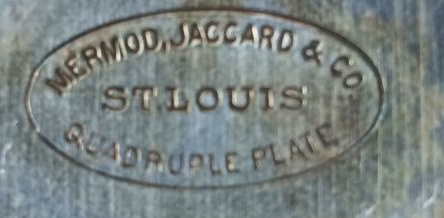 MERMOD, JACCARD & CO.
ST. LOUIS
QUADRUPLE PLATE